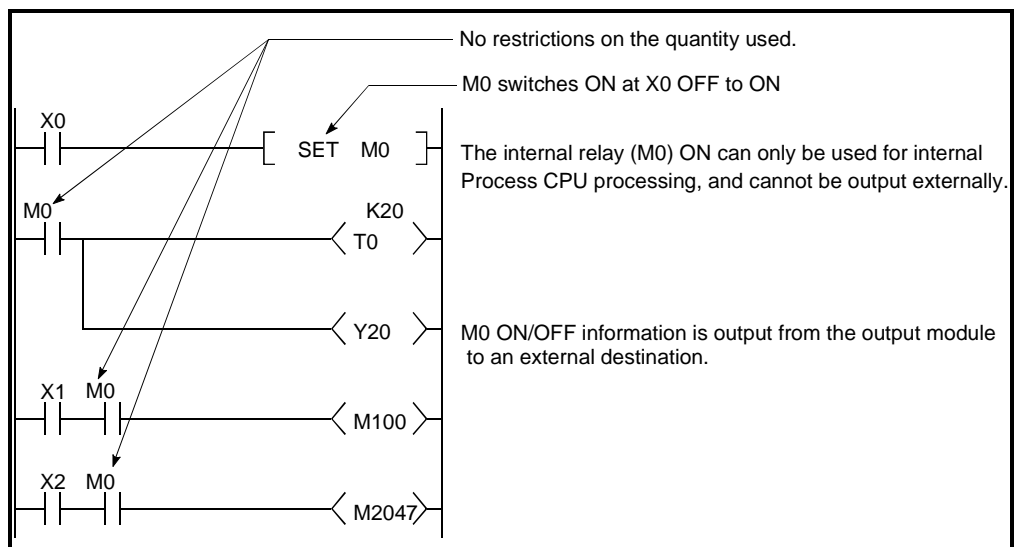 No restrictions on the quantity used.
M0 switches ON at X0 OFF to ON
X0
SET M0
The internal relay (M0) ON can only be used for internal
Process CPU processing, and cannot be output externally.
M0
K20
T0
Y20
M0 ON/OFF information is output from the output module
to an external destination.
X1 M0
M100
X2 M0
M2047